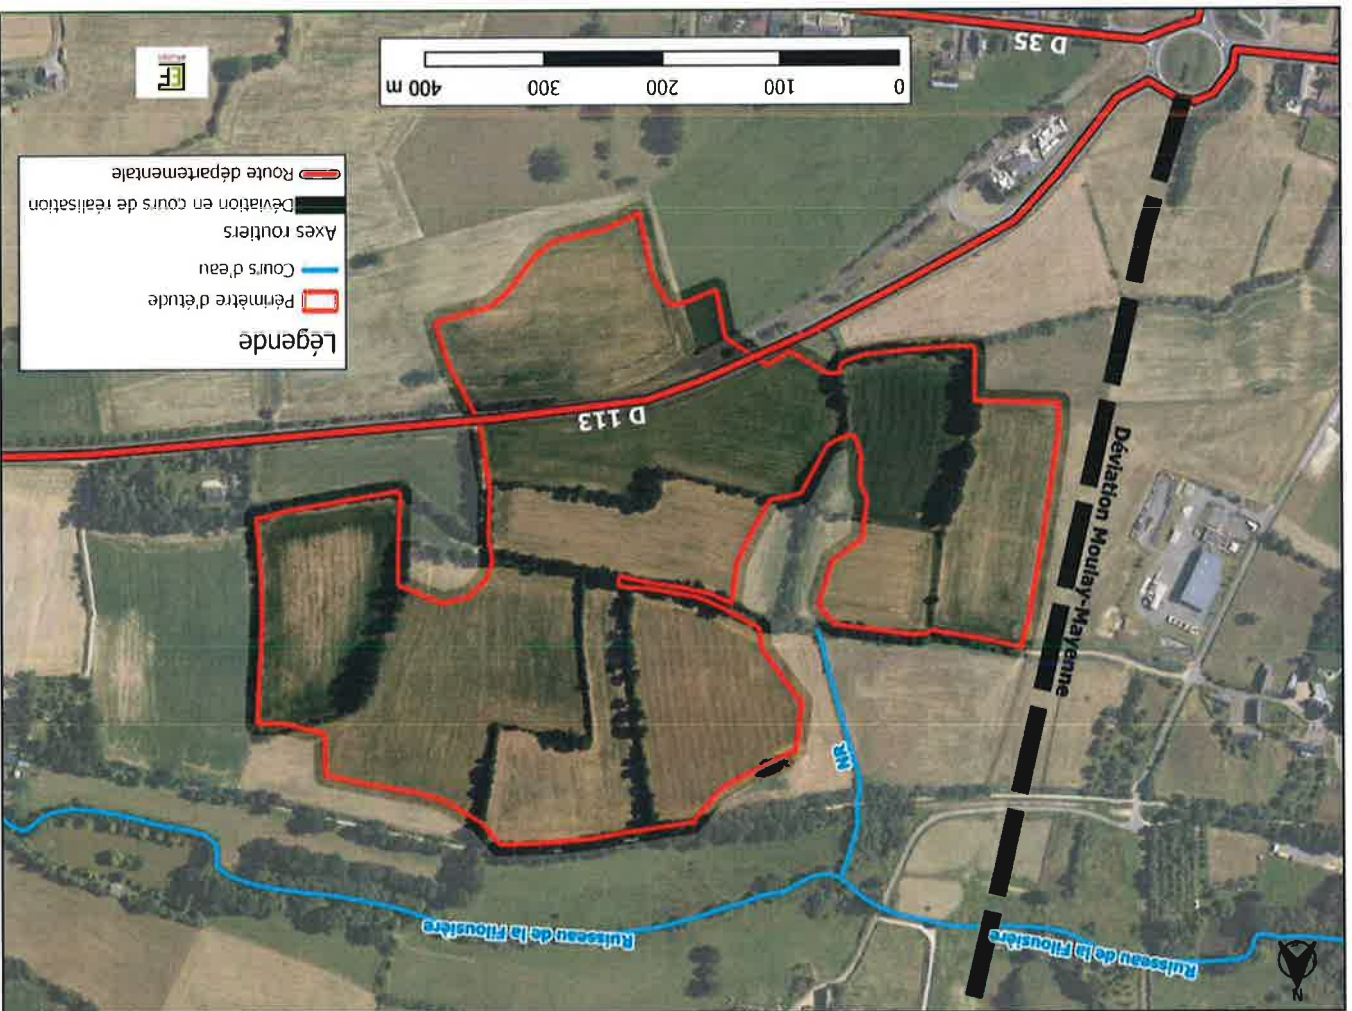 N
Ruisseau de la Filousière
Ruisseau de la Filousière
NR
Déviation Moulay-Mayenne
D 113
D 35
Légende
Périmètre d'étude
Cours d'eau
Axes routiers
Déviation en cours de réalisation
Route départementale
0 100 200 300 400 m
EF